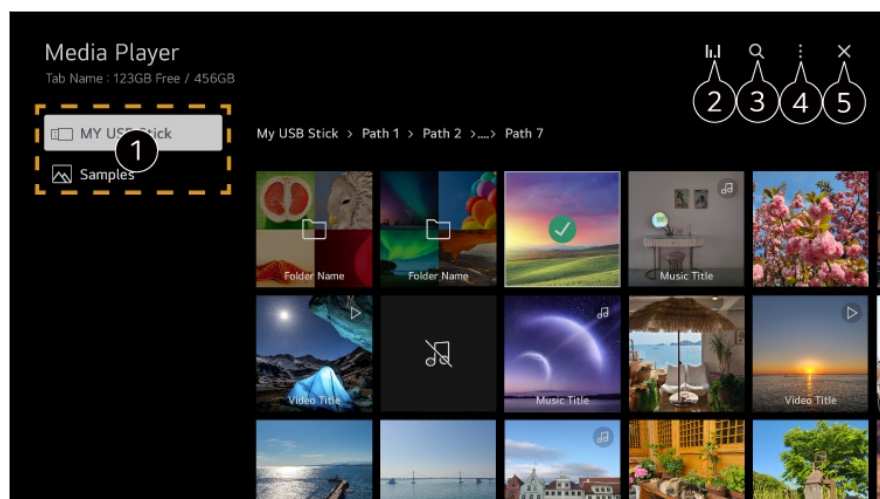 Media Player
Tab Name : 123GB Free / 456GB
2
3
4
5
MY USB Stick
1
Samples
My USB Stick > Path 1 > Path 2 >....> Path 7
Folder Name
Folder Name
Music Title
Video Title
Music Title
Video Title